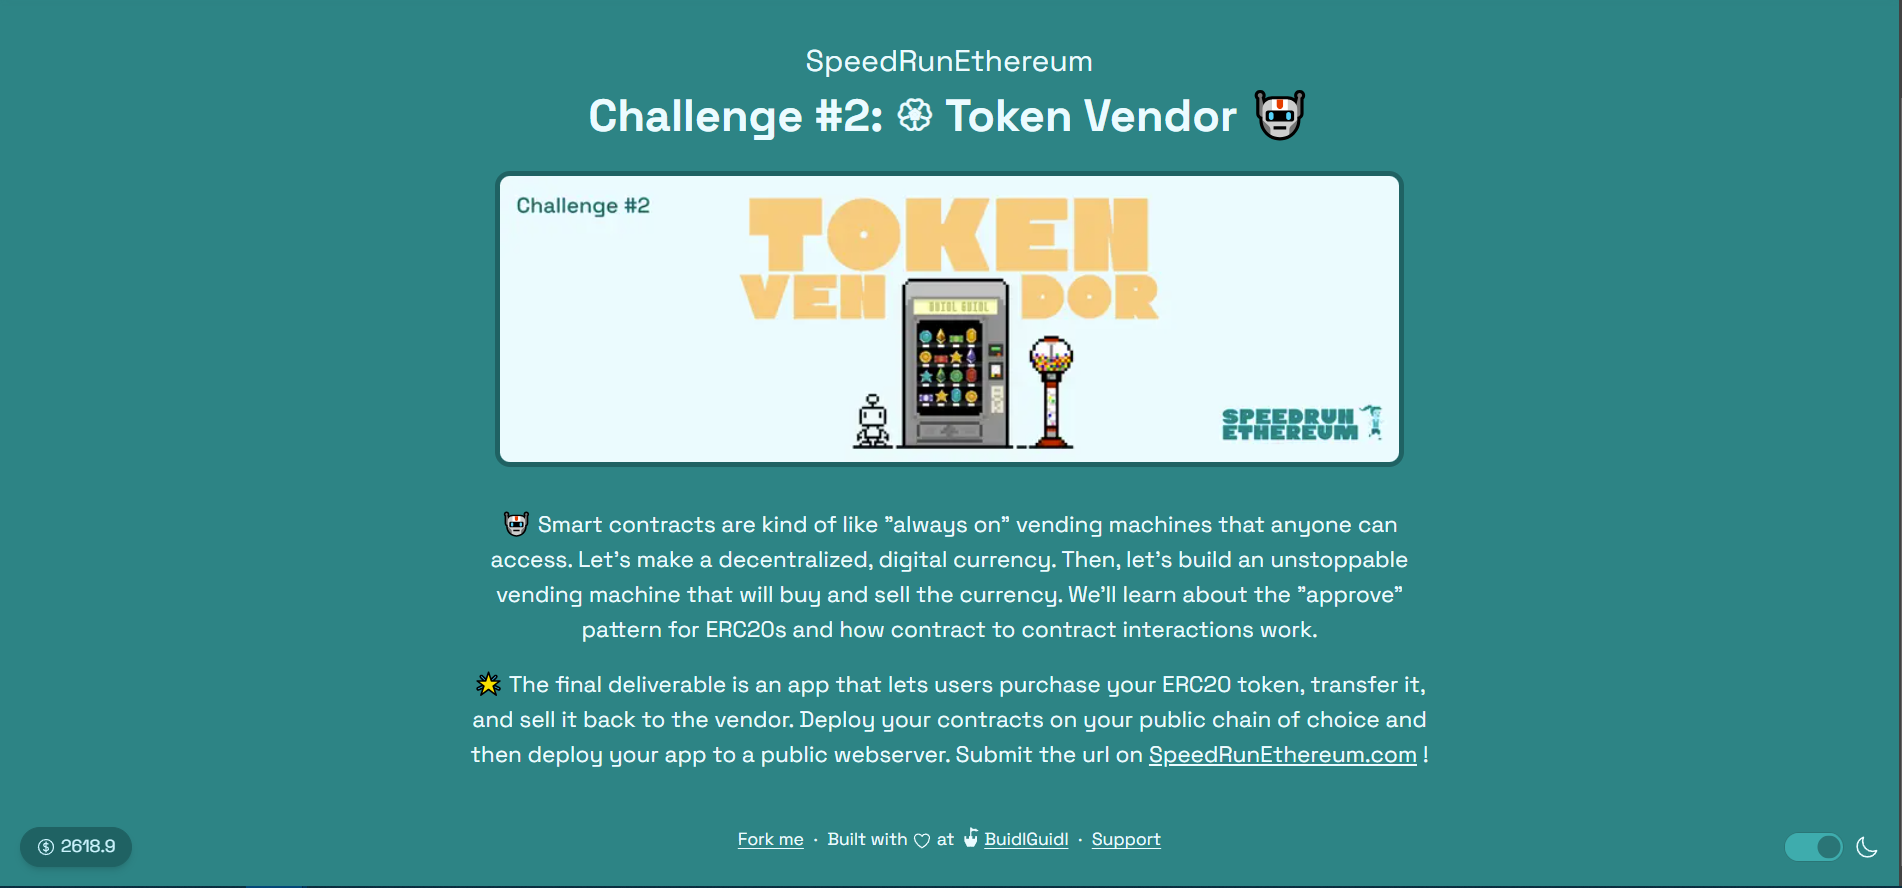 SpeedRunEthereum
Challenge #2: Token Vendor
Challenge #2
TOKEN
VENDOR
BUIDL GUIDL
SPEEDRUN
ETHEREUM
Smart contracts are kind of like "always on" vending machines that anyone can
access. Let's make a decentralized, digital currency. Then, let's build an unstoppable
vending machine that will buy and sell the currency. We'll learn about the "approve"
pattern for ERC20s and how contract to contract interactions work.
The final deliverable is an app that lets users purchase your ERC20 token, transfer it,
and sell it back to the vendor. Deploy your contracts on your public chain of choice and
then deploy your app to a public webserver. Submit the url on SpeedRunEthereum.com !
2618.9
Fork me · Built with ♡ at BuidlGuidl · Support